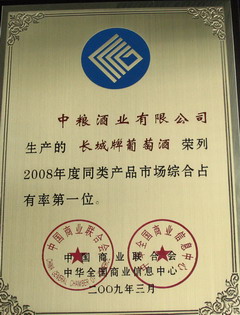 中粮酒业有限公司
生产的 长城牌葡萄酒 荣列
2008年度同类产品市场综合占
有率第一位。
中国商业联合会
中华全国商业信息中心
二〇〇九年三月